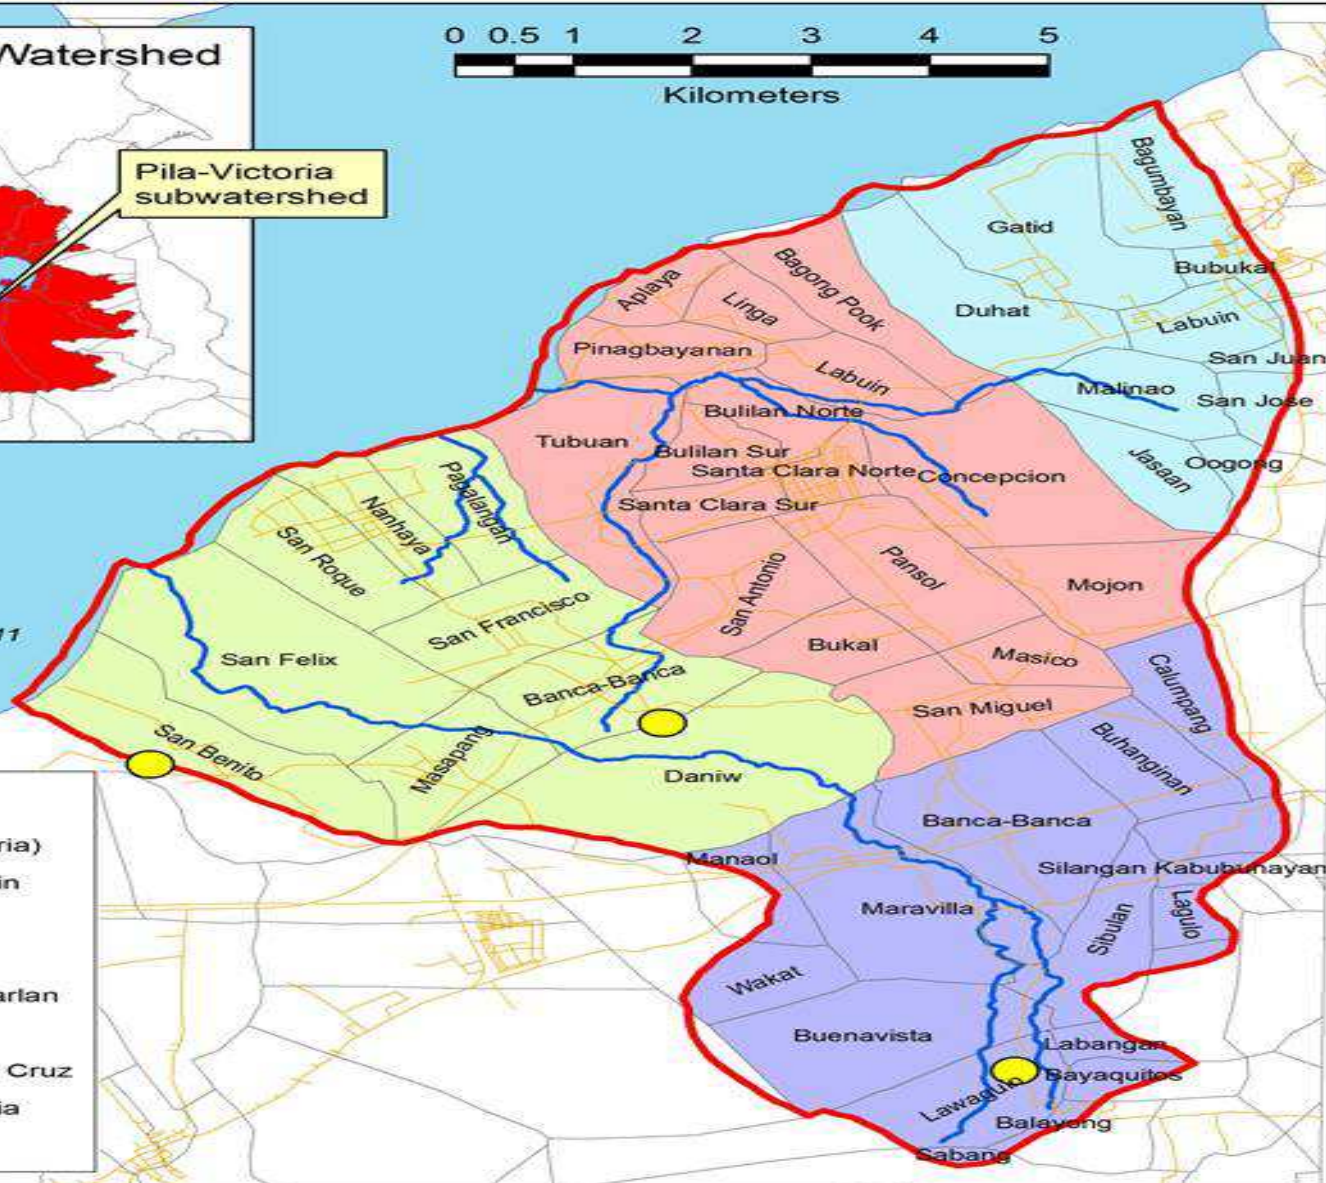 Watershed
0 0.5 1 2 3 4 5
Kilometers
Pila-Victoria
subwatershed
Bagumbayan
Gatid
Bubukal
Duhat
Labuin
San Juan
Malinao
San Jose
Jasaan
Oogong
Aplaya
Bagong Pook
Linga
Pinagbayanan
Labuin
Bulilan Norte
Tubuan
Bulilan Sur
Santa Clara Norte
Concepcion
Santa Clara Sur
San Antonio
Pansol
Mojon
Bukal
Masico
San Miguel
Pagalangan
Nanhaya
San Roque
San Francisco
San Felix
Banca-Banca
San Benito
Masapang
Daniw
Calumpang
Buhanginan
Banca-Banca
Manaol
Silangan Kabubuhayan
Maravilla
Sibulan
Lagulo
Wakat
Buenavista
Labangan
Bayaquitos
Lawaguin
Balayong
Sabang
11
ria)
in
arlan
Cruz
ia